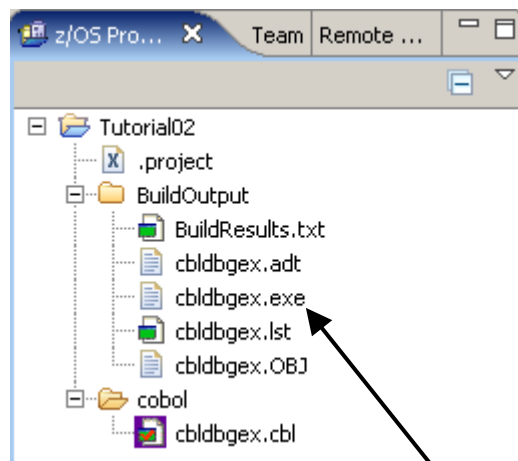 z/OS Pro... Team Remote ...
Tutorial02
X .project
BuildOutput
BuildResults.txt
cbldbgex.adt
cbldbgex.exe
cbldbgex.lst
cbldbgex.OBJ
cobol
cbldbgex.cbl